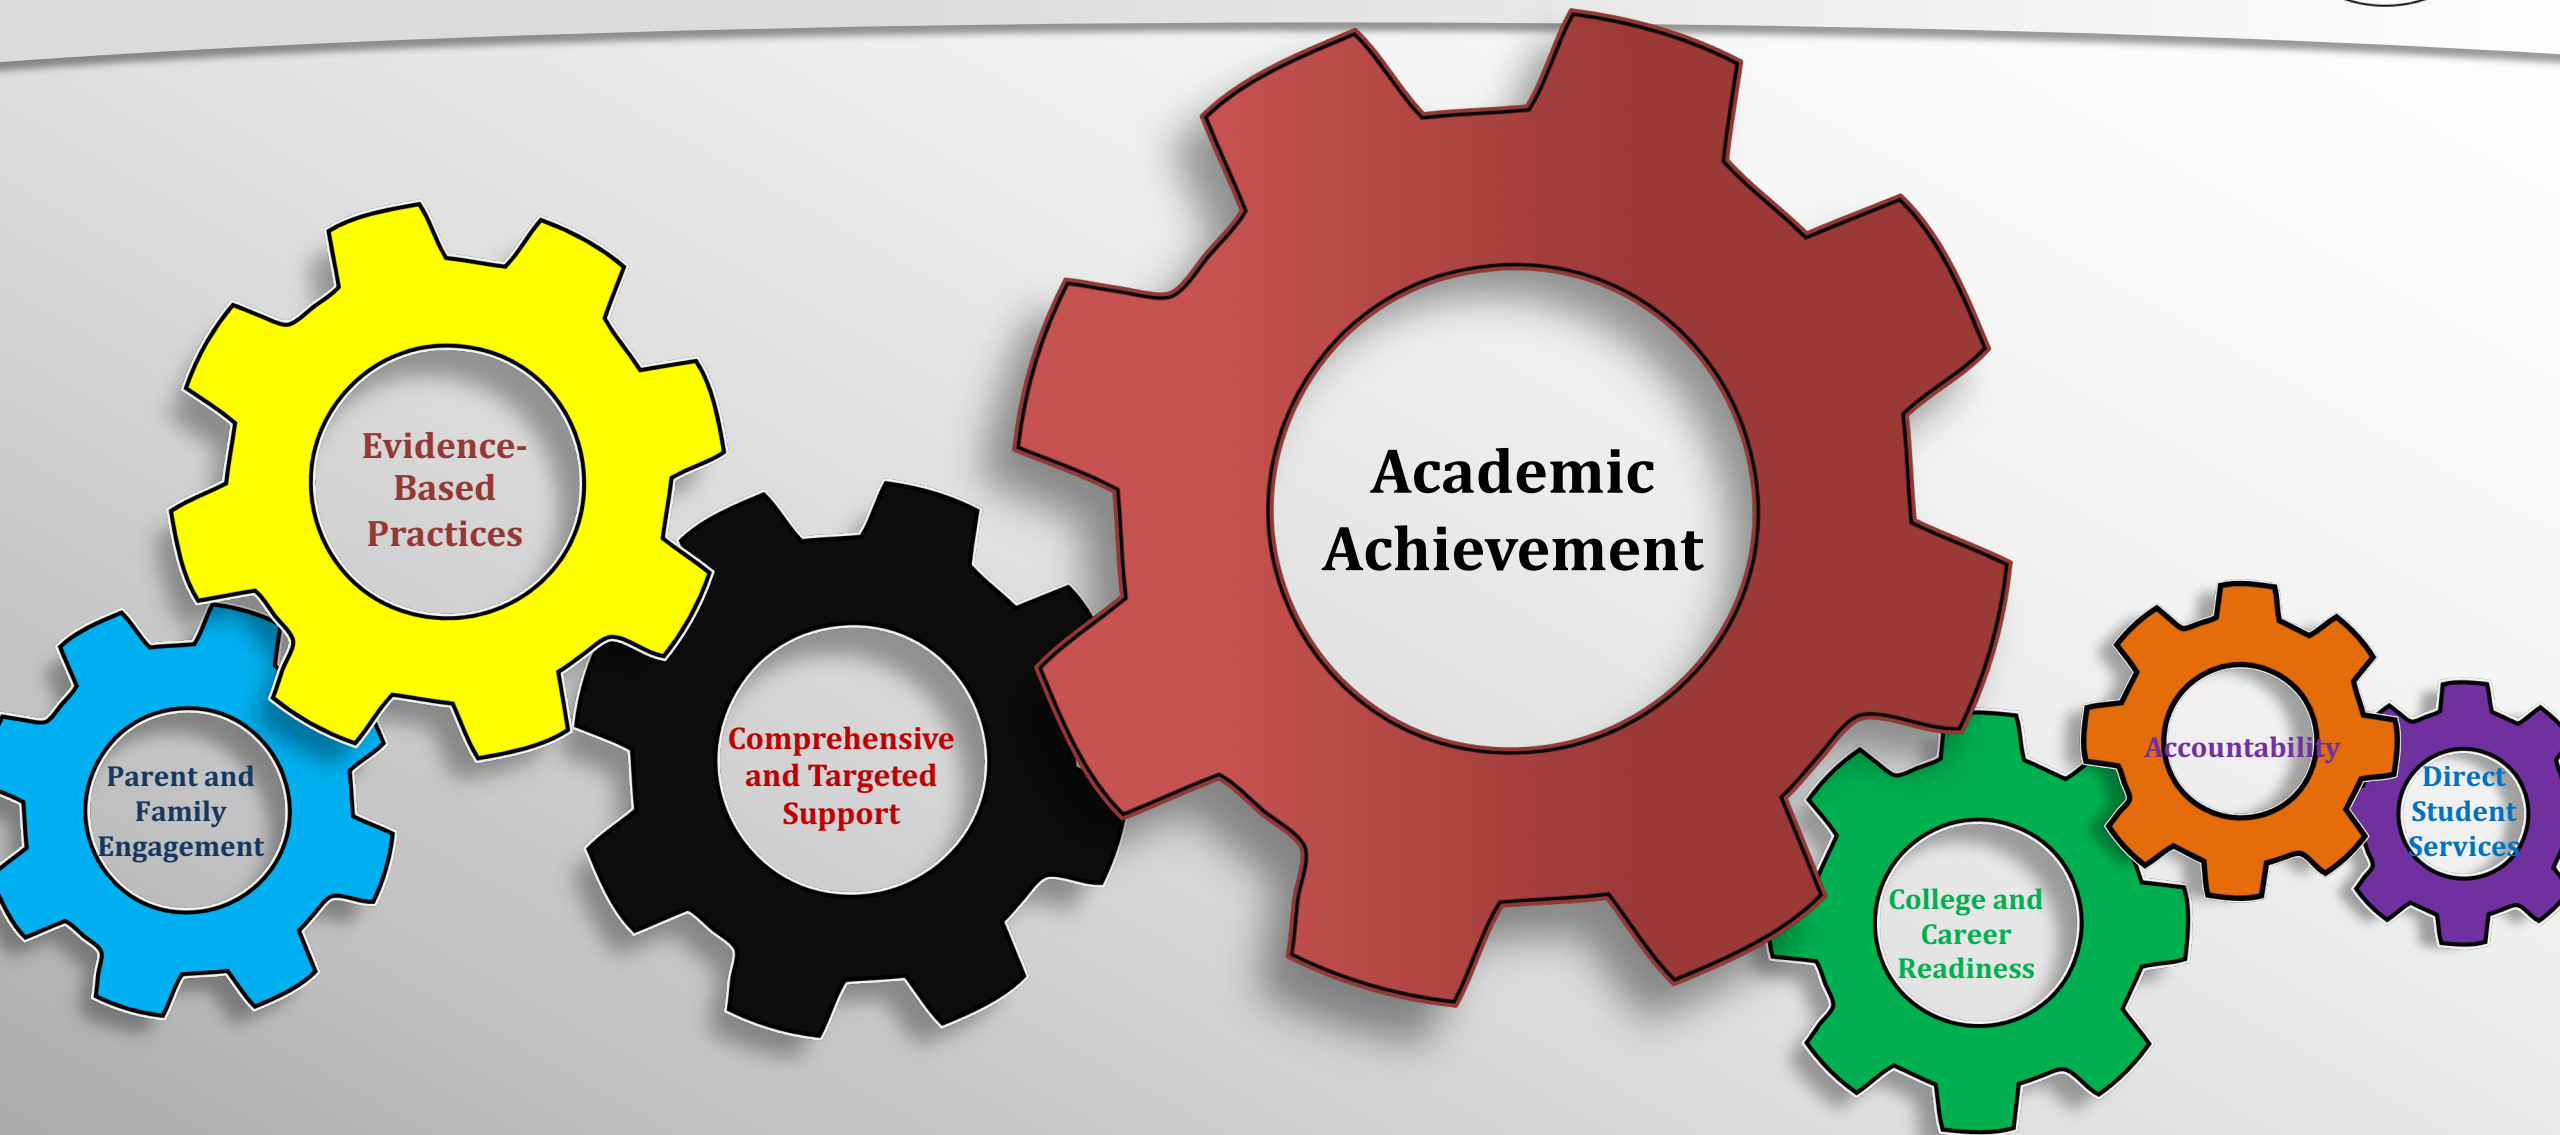 Evidence-
Based
Practices
Academic
Achievement
Parent and
Family
Engagement
Comprehensive
and Targeted
Support
College and
Career
Readiness
Accountability
Direct
Student
Services